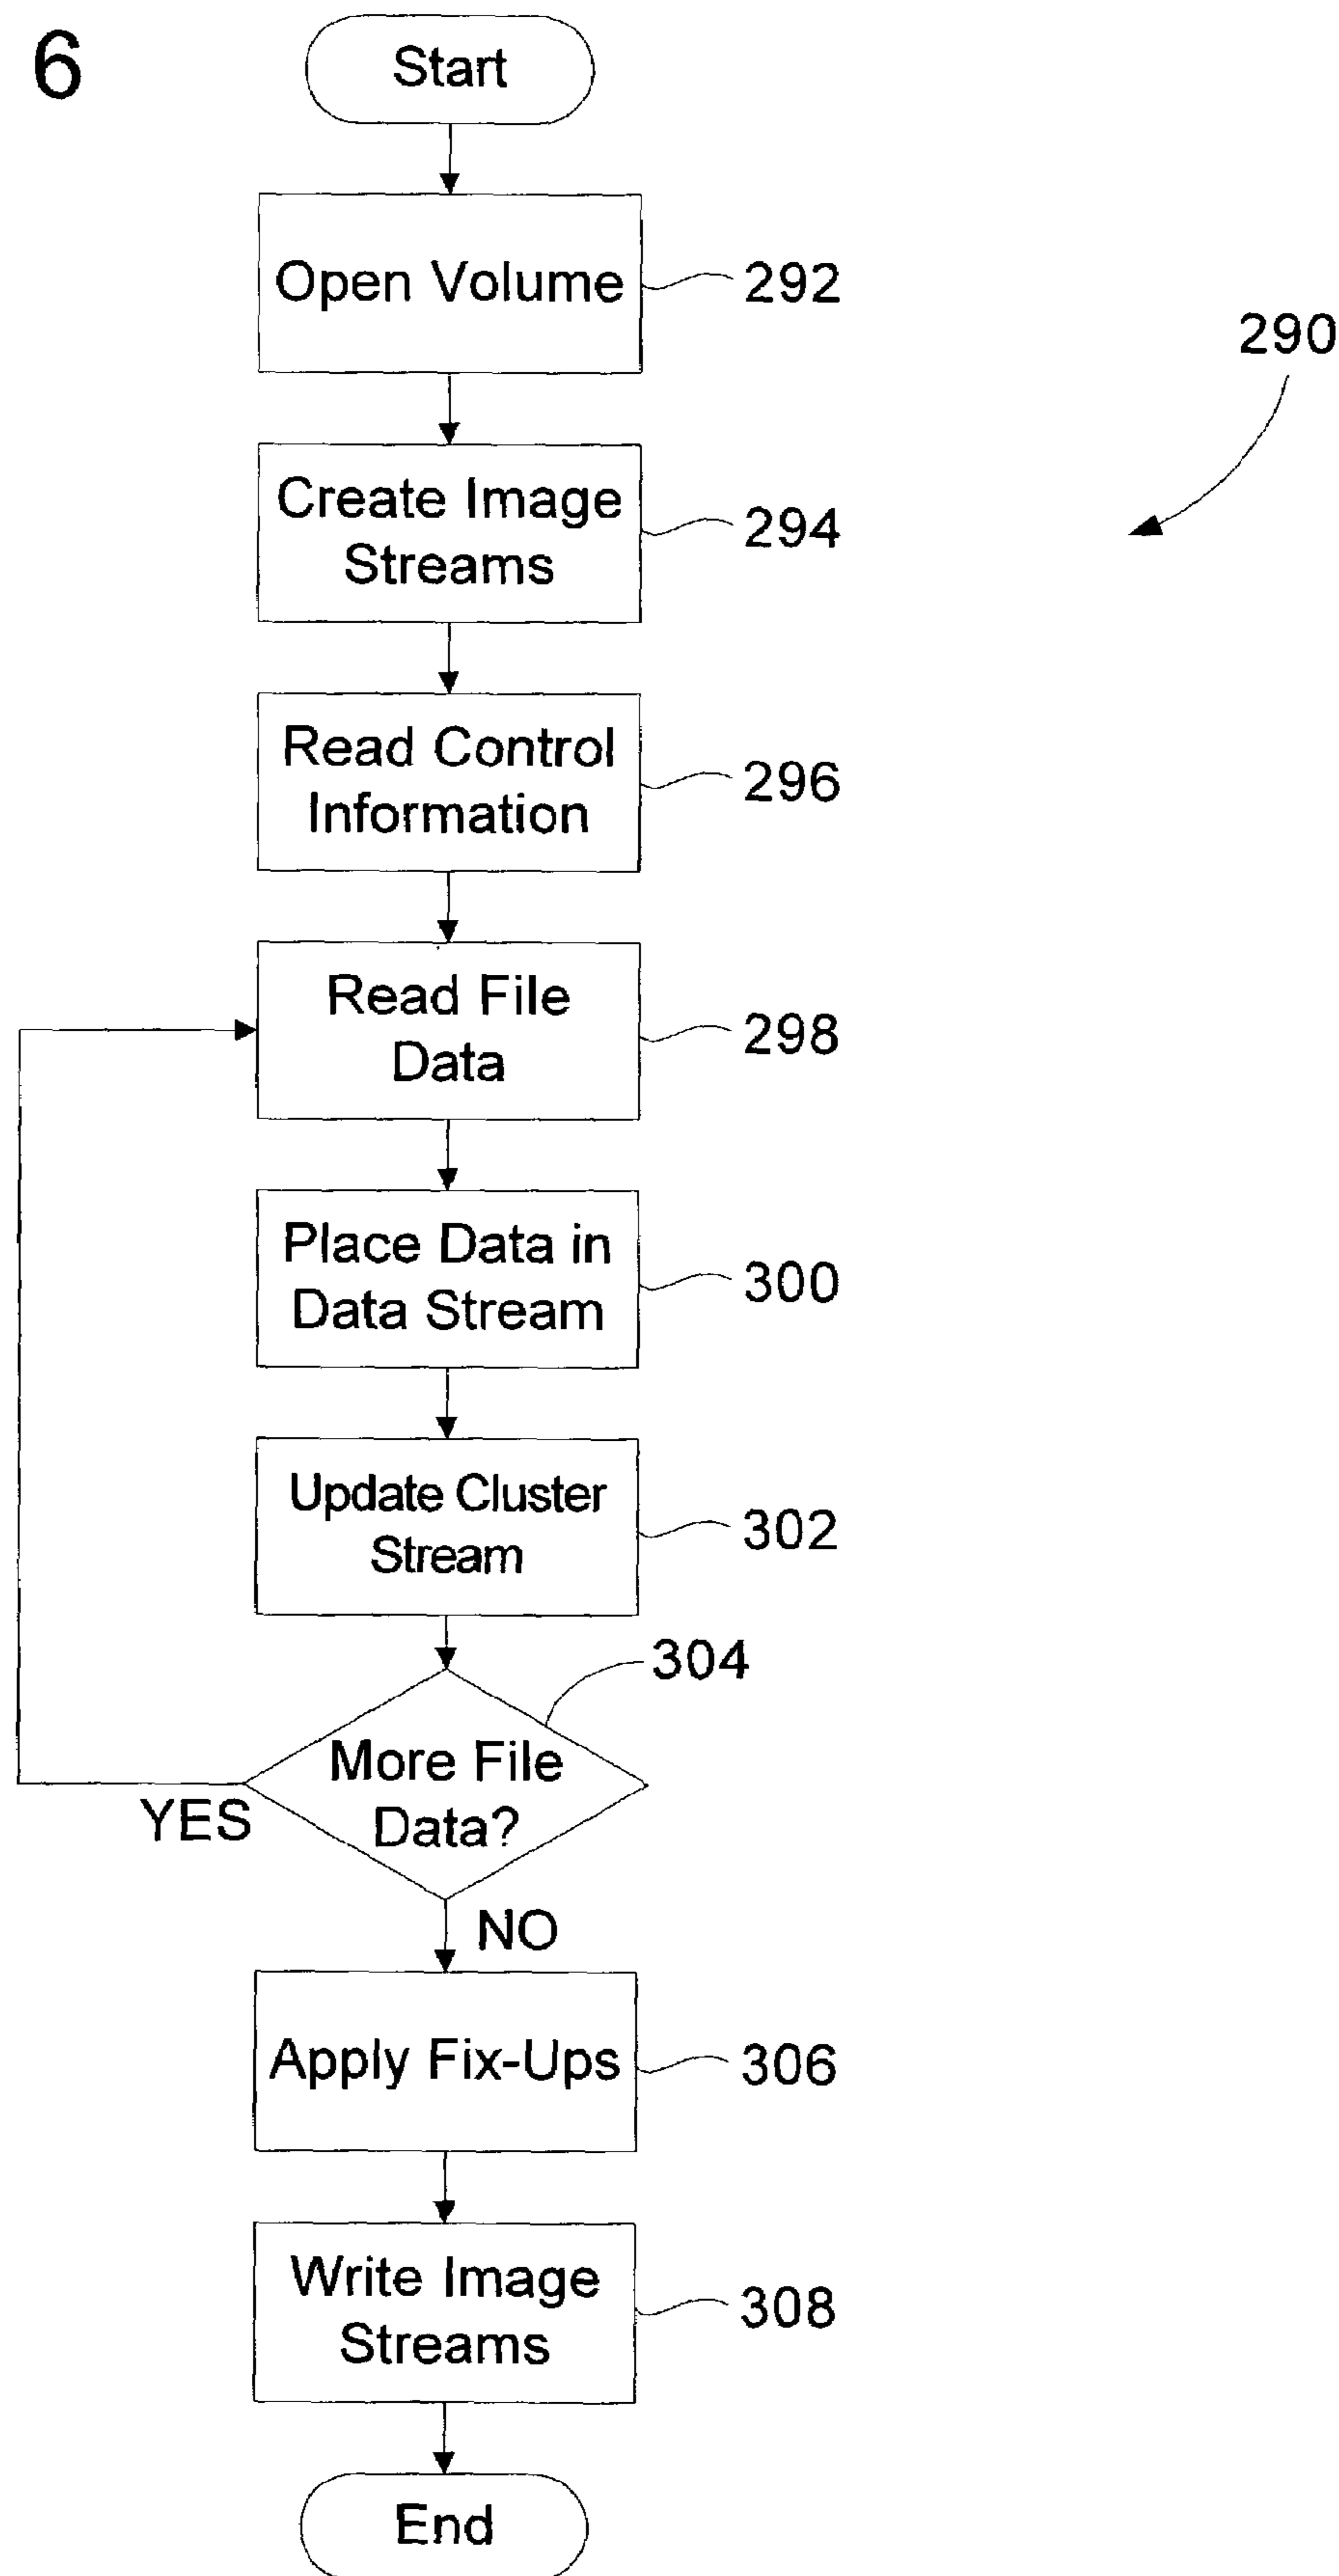 6
Start
Open Volume
292
290
Create Image
Streams
294
Read Control
Information
296
Read File
Data
298
Place Data in
Data Stream
300
Update Cluster
Stream
302
304
More File
Data?
YES
NO
Apply Fix-Ups
306
Write Image
Streams
308
End